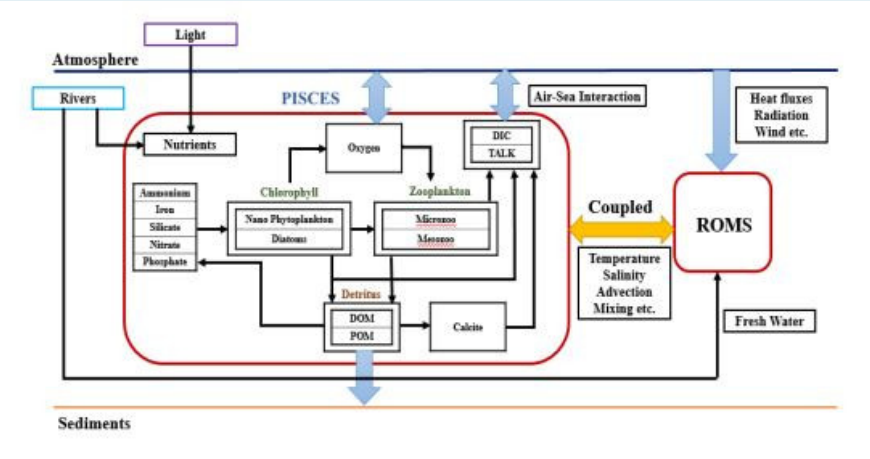 Light
Atmosphere
Rivers
PISCES
Air-Sea Interaction
Heat fluxes
Radiation
Wind etc.
Nutrients
Oxygen
DIC
TALK
Chlorophyll
Zooplankton
Ammonium
Iron
Silicate
Nitrate
Phosphate
Nano Phytoplankton
Diatoms
Microzoo
Mesozoo
Coupled
ROMS
Temperature
Salinity
Advection
Mixing etc.
Detritus
DOM
POM
Calcite
Fresh Water
Sediments